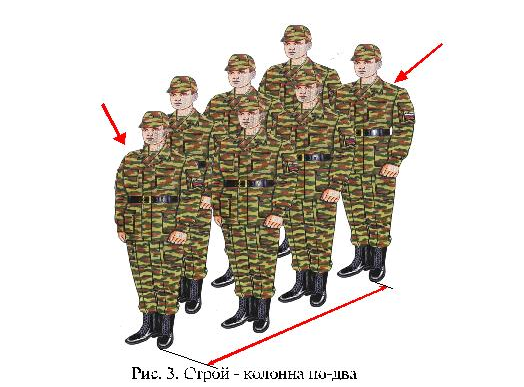 Рис. 3. Строй - колонна по-два